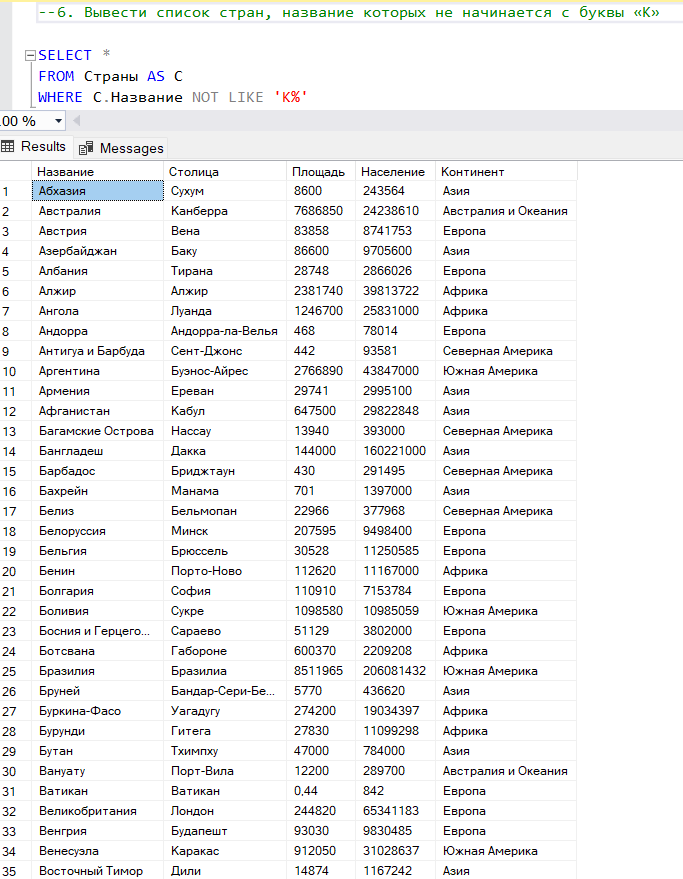 --6. Вывести список стран, название которых не начинается с буквы «К»
SELECT *
FROM Страны AS C
WHERE C.Название NOT LIKE 'К%'
.00 %
Results Messages
Название Столица Площадь Население Континент
1 Абхазия Сухум 8600 243564 Азия
2 Австралия Канберра 7686850 24238610 Австралия и Океания
3 Австрия Вена 83858 8741753 Европа
4 Азербайджан Баку 86600 9705600 Азия
5 Албания Тирана 28748 2866026 Европа
6 Алжир Алжир 2381740 39813722 Африка
7 Ангола Луанда 1246700 25831000 Африка
8 Андорра Андорра-ла-Велья 468 78014 Европа
9 Антигуа и Барбуда Сент-Джонс 442 93581 Северная Америка
10 Аргентина Буэнос-Айрес 2766890 43847000 Южная Америка
11 Армения Ереван 29741 2995100 Азия
12 Афганистан Кабул 647500 29822848 Азия
13 Багамские Острова Нассау 13940 393000 Северная Америка
14 Бангладеш Дакка 144000 160221000 Азия
15 Барбадос Бриджтаун 430 291495 Северная Америка
16 Бахрейн Манама 701 1397000 Азия
17 Белиз Бельмопан 22966 377968 Северная Америка
18 Белоруссия Минск 207595 9498400 Европа
19 Бельгия Брюссель 30528 11250585 Европа
20 Бенин Порто-Ново 112620 11167000 Африка
21 Болгария София 110910 7153784 Европа
22 Боливия Сукре 1098580 10985059 Южная Америка
23 Босния и Герцего... Сараево 51129 3802000 Европа
24 Ботсвана Габороне 600370 2209208 Африка
25 Бразилия Бразилиа 8511965 206081432 Южная Америка
26 Бруней Бандар-Сери-Бе... 5770 436620 Азия
27 Буркина-Фасо Уагадугу 274200 19034397 Африка
28 Бурунди Гитега 27830 11099298 Африка
29 Бутан Тхимпху 47000 784000 Азия
30 Вануату Порт-Вила 12200 289700 Австралия и Океания
31 Ватикан Ватикан 0,44 842 Европа
32 Великобритания Лондон 244820 65341183 Европа
33 Венгрия Будапешт 93030 9830485 Европа
34 Венесуэла Каракас 912050 31028637 Южная Америка
35 Восточный Тимор Дили 14874 1167242 Азия